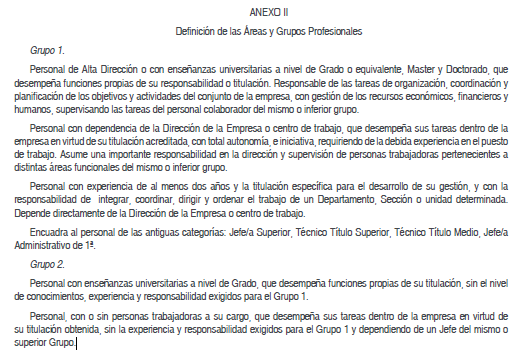 ANEXO II
Definición de las Áreas y Grupos Profesionales
Grupo 1.
Personal de Alta Dirección o con enseñanzas universitarias a nivel de Grado o equivalente, Master y Doctorado, que
desempeña funciones propias de su responsabilidad o titulación. Responsable de las tareas de organización, coordinación y
planificación de los objetivos y actividades del conjunto de la empresa, con gestión de los recursos económicos, financieros y
humanos, supervisando las tareas del personal colaborador del mismo o inferior grupo.
Personal con dependencia de la Dirección de la Empresa o centro de trabajo, que desempeña sus tareas dentro de la
empresa en virtud de su titulación acreditada, con total autonomía, e iniciativa, requiriendo de la debida experiencia en el puesto
de trabajo. Asume una importante responsabilidad en la dirección y supervisión de personas trabajadoras pertenecientes a
distintas áreas funcionales del mismo o inferior grupo.
Personal con experiencia de al menos dos años y la titulación específica para el desarrollo de su gestión, y con la
responsabilidad de integrar, coordinar, dirigir y ordenar el trabajo de un Departamento, Sección o unidad determinada.
Depende directamente de la Dirección de la Empresa o centro de trabajo.
Encuadra al personal de las antiguas categorías: Jefe/a Superior, Técnico Título Superior, Técnico Título Medio, Jefe/a
Administrativo de 1ª.
Grupo 2.
Personal con enseñanzas universitarias a nivel de Grado, que desempeña funciones propias de su titulación, sin el nivel
de conocimientos, experiencia y responsabilidad exigidos para el Grupo 1.
Personal, con o sin personas trabajadoras a su cargo, que desempeña sus tareas dentro de la empresa en virtud de
su titulación obtenida, sin la experiencia y responsabilidad exigidos para el Grupo 1 y dependiendo de un Jefe del mismo o
superior Grupo.